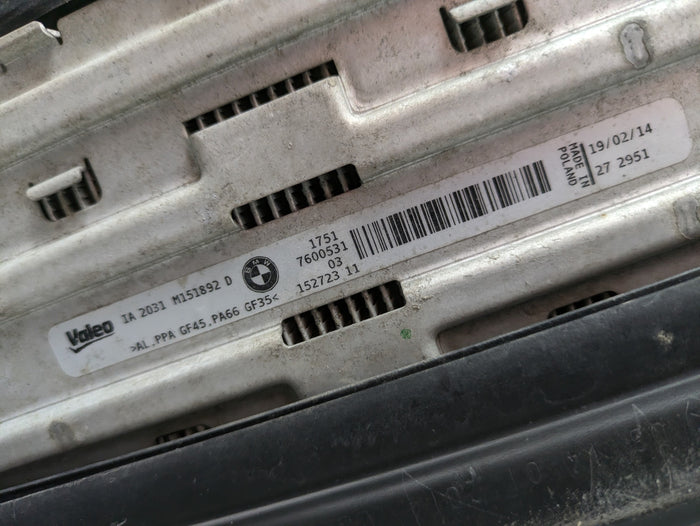 Valeo
IA 2031 M151892 D
>AL.PPA GF45.PA66 GF35<
BMW
1751
7600531
03
152723 11
MADE IN
POLAND
19/02/14
27 2951